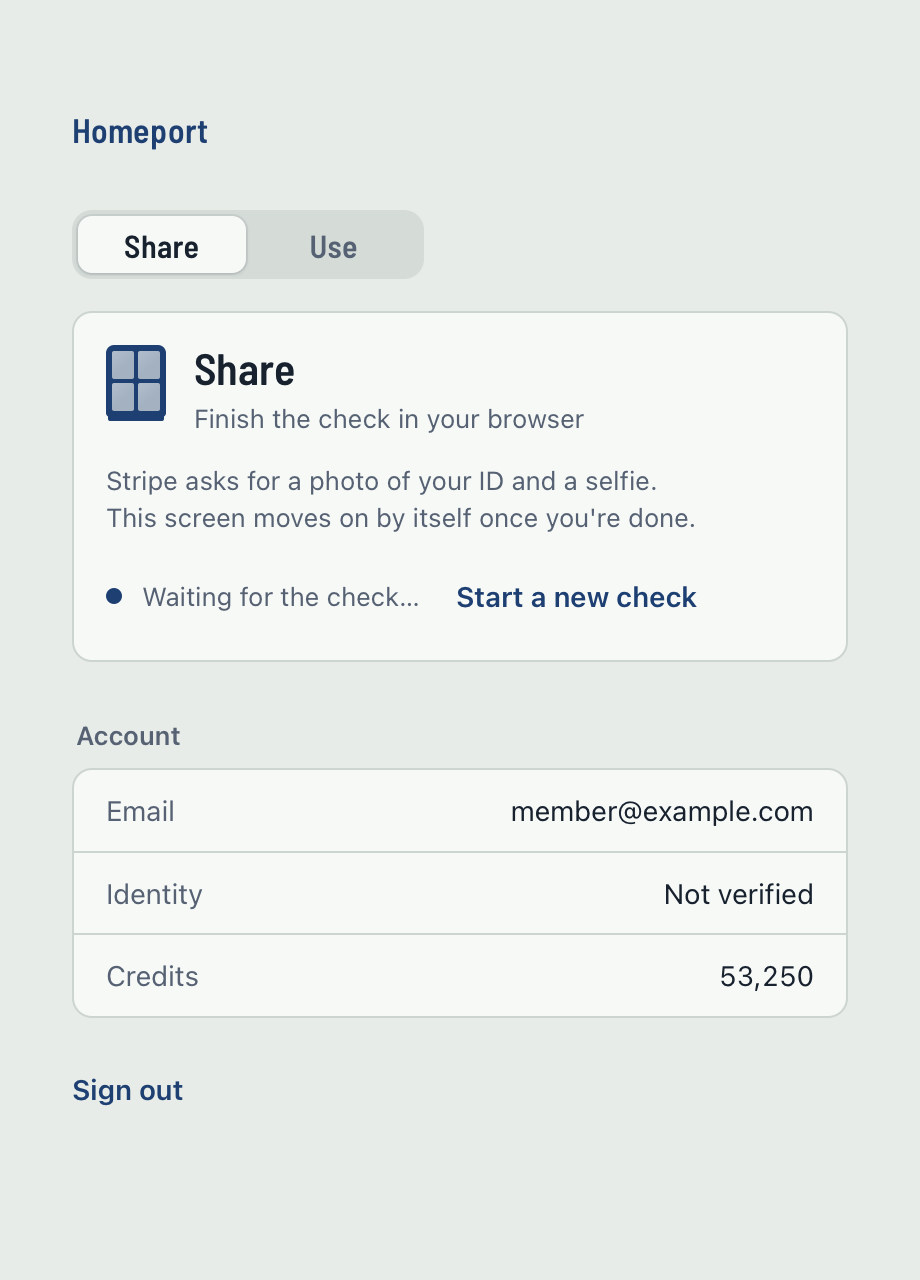 Homeport
Share
Use
Share
Finish the check in your browser
Stripe asks for a photo of your ID and a selfie.
This screen moves on by itself once you're done.
Waiting for the check...
Start a new check
Account
Email
member@example.com
Identity
Not verified
Credits
53,250
Sign out